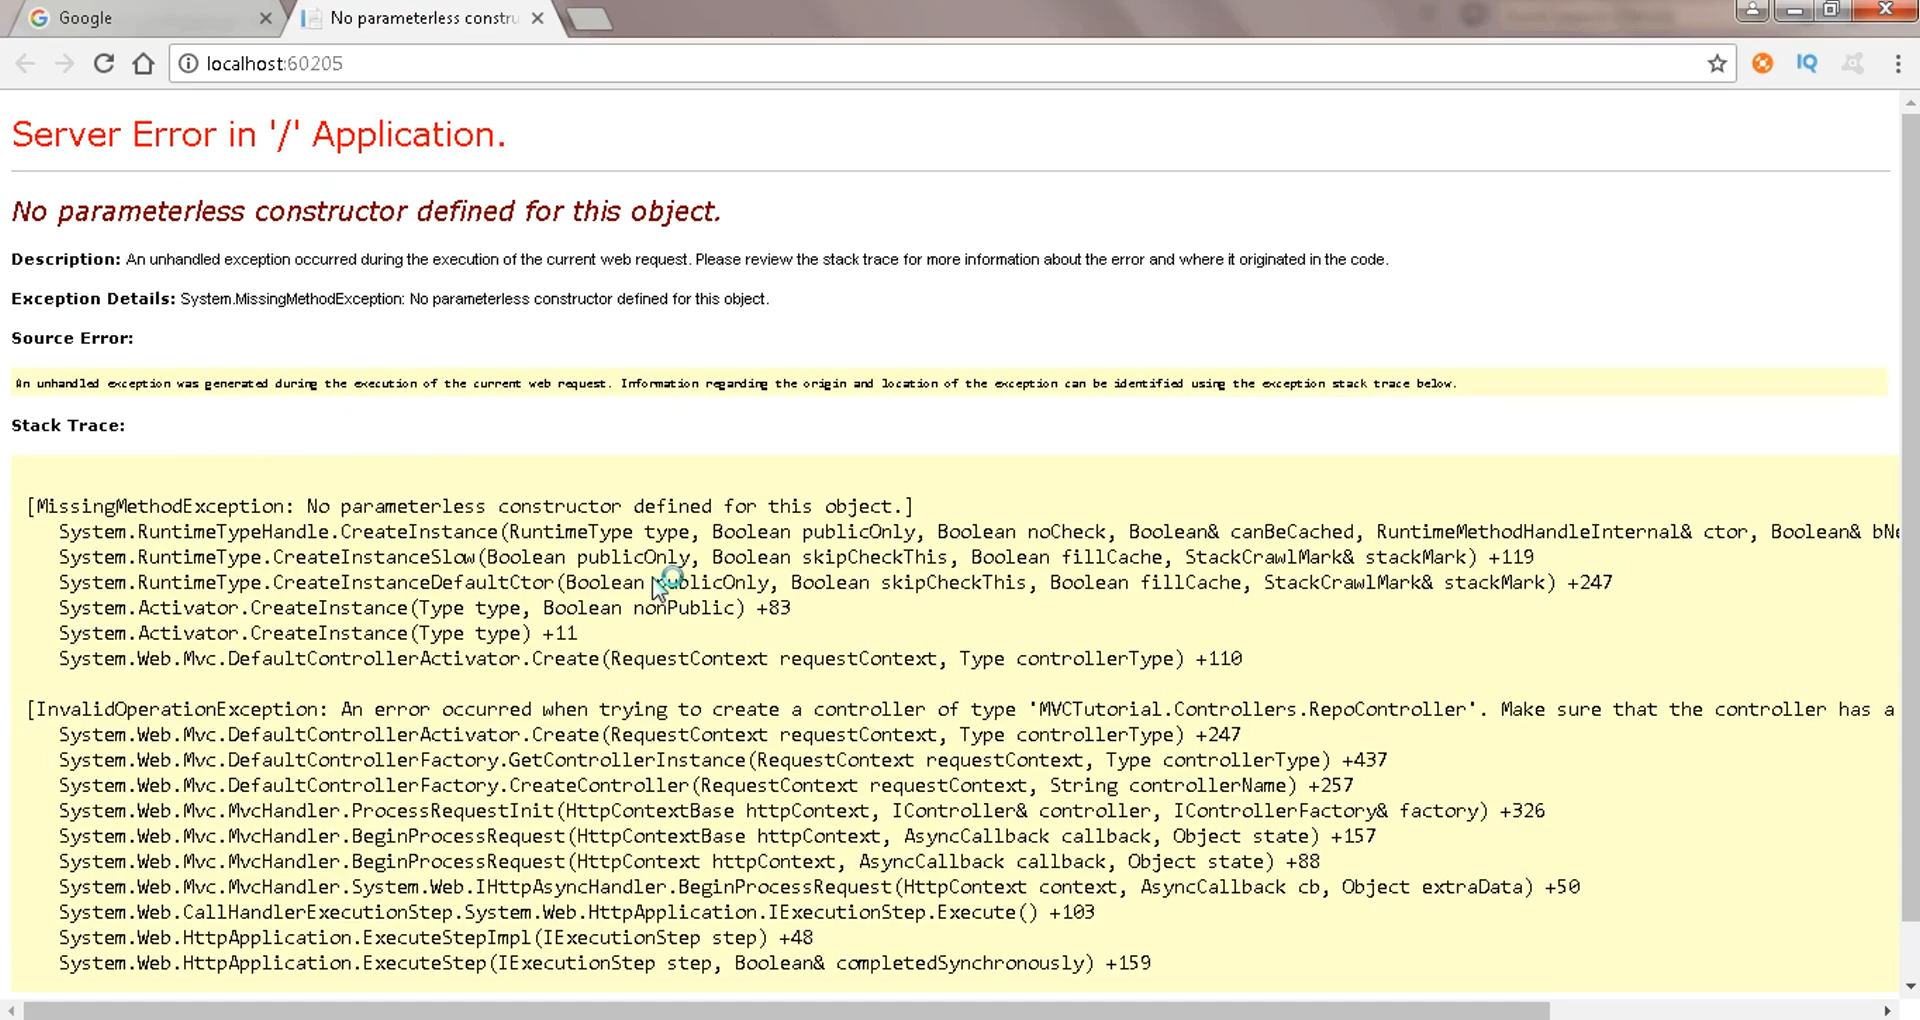 Google
No parameterless constru
localhost:60205
IQ
Server Error in '/' Application.
No parameterless constructor defined for this object.
Description: An unhandled exception occurred during the execution of the current web request. Please review the stack trace for more information about the error and where it originated in the code.
Exception Details: System.MissingMethodException: No parameterless constructor defined for this object.
Source Error:
An unhandled exception was generated during the execution of the current web request. Information regarding the origin and location of the exception can be identified using the exception stack trace below.
Stack Trace:
[MissingMethodException: No parameterless constructor defined for this object.]
System.RuntimeTypeHandle.CreateInstance(RuntimeType type, Boolean publicOnly, Boolean noCheck, Boolean& canBeCached, RuntimeMethodHandleInternal& ctor, Boolean& bNe
System.RuntimeType.CreateInstanceSlow(Boolean publicOnly, Boolean skipCheckThis, Boolean fillCache, StackCrawlMark& stackMark) +119
System.RuntimeType.CreateInstanceDefaultCtor(Boolean publicOnly, Boolean skipCheckThis, Boolean fillCache, StackCrawlMark& stackMark) +247
System.Activator.CreateInstance(Type type, Boolean nonPublic) +83
System.Activator.CreateInstance(Type type) +11
System.Web.Mvc.DefaultControllerActivator.Create(RequestContext requestContext, Type controllerType) +110
[InvalidOperationException: An error occurred when trying to create a controller of type 'MVCTutorial.Controllers.RepoController'. Make sure that the controller has a
System.Web.Mvc.DefaultControllerActivator.Create(RequestContext requestContext, Type controllerType) +247
System.Web.Mvc.DefaultControllerFactory.GetControllerInstance(RequestContext requestContext, Type controllerType) +437
System.Web.Mvc.DefaultControllerFactory.CreateController(RequestContext requestContext, String controllerName) +257
System.Web.Mvc.MvcHandler.ProcessRequestInit(HttpContextBase httpContext, IController& controller, IControllerFactory& factory) +326
System.Web.Mvc.MvcHandler.BeginProcessRequest(HttpContextBase httpContext, AsyncCallback callback, Object state) +157
System.Web.Mvc.MvcHandler.BeginProcessRequest(HttpContext httpContext, AsyncCallback callback, Object state) +88
System.Web.Mvc.MvcHandler.System.Web.IHttpAsyncHandler.BeginProcessRequest(HttpContext context, AsyncCallback cb, Object extraData) +50
System.Web.CallHandlerExecutionStep.System.Web.HttpApplication.IExecutionStep.Execute() +103
System.Web.HttpApplication.ExecuteStepImpl(IExecutionStep step) +48
System.Web.HttpApplication.ExecuteStep(IExecutionStep step, Boolean& completedSynchronously) +159